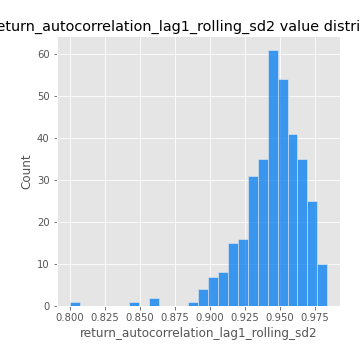 eturn_autocorrelation_lag1_rolling_sd2 value distri
60
50
40
30
20
10
0
Count
0.800 0.825 0.850 0.875 0.900 0.925 0.950 0.975
return_autocorrelation_lag1_rolling_sd2